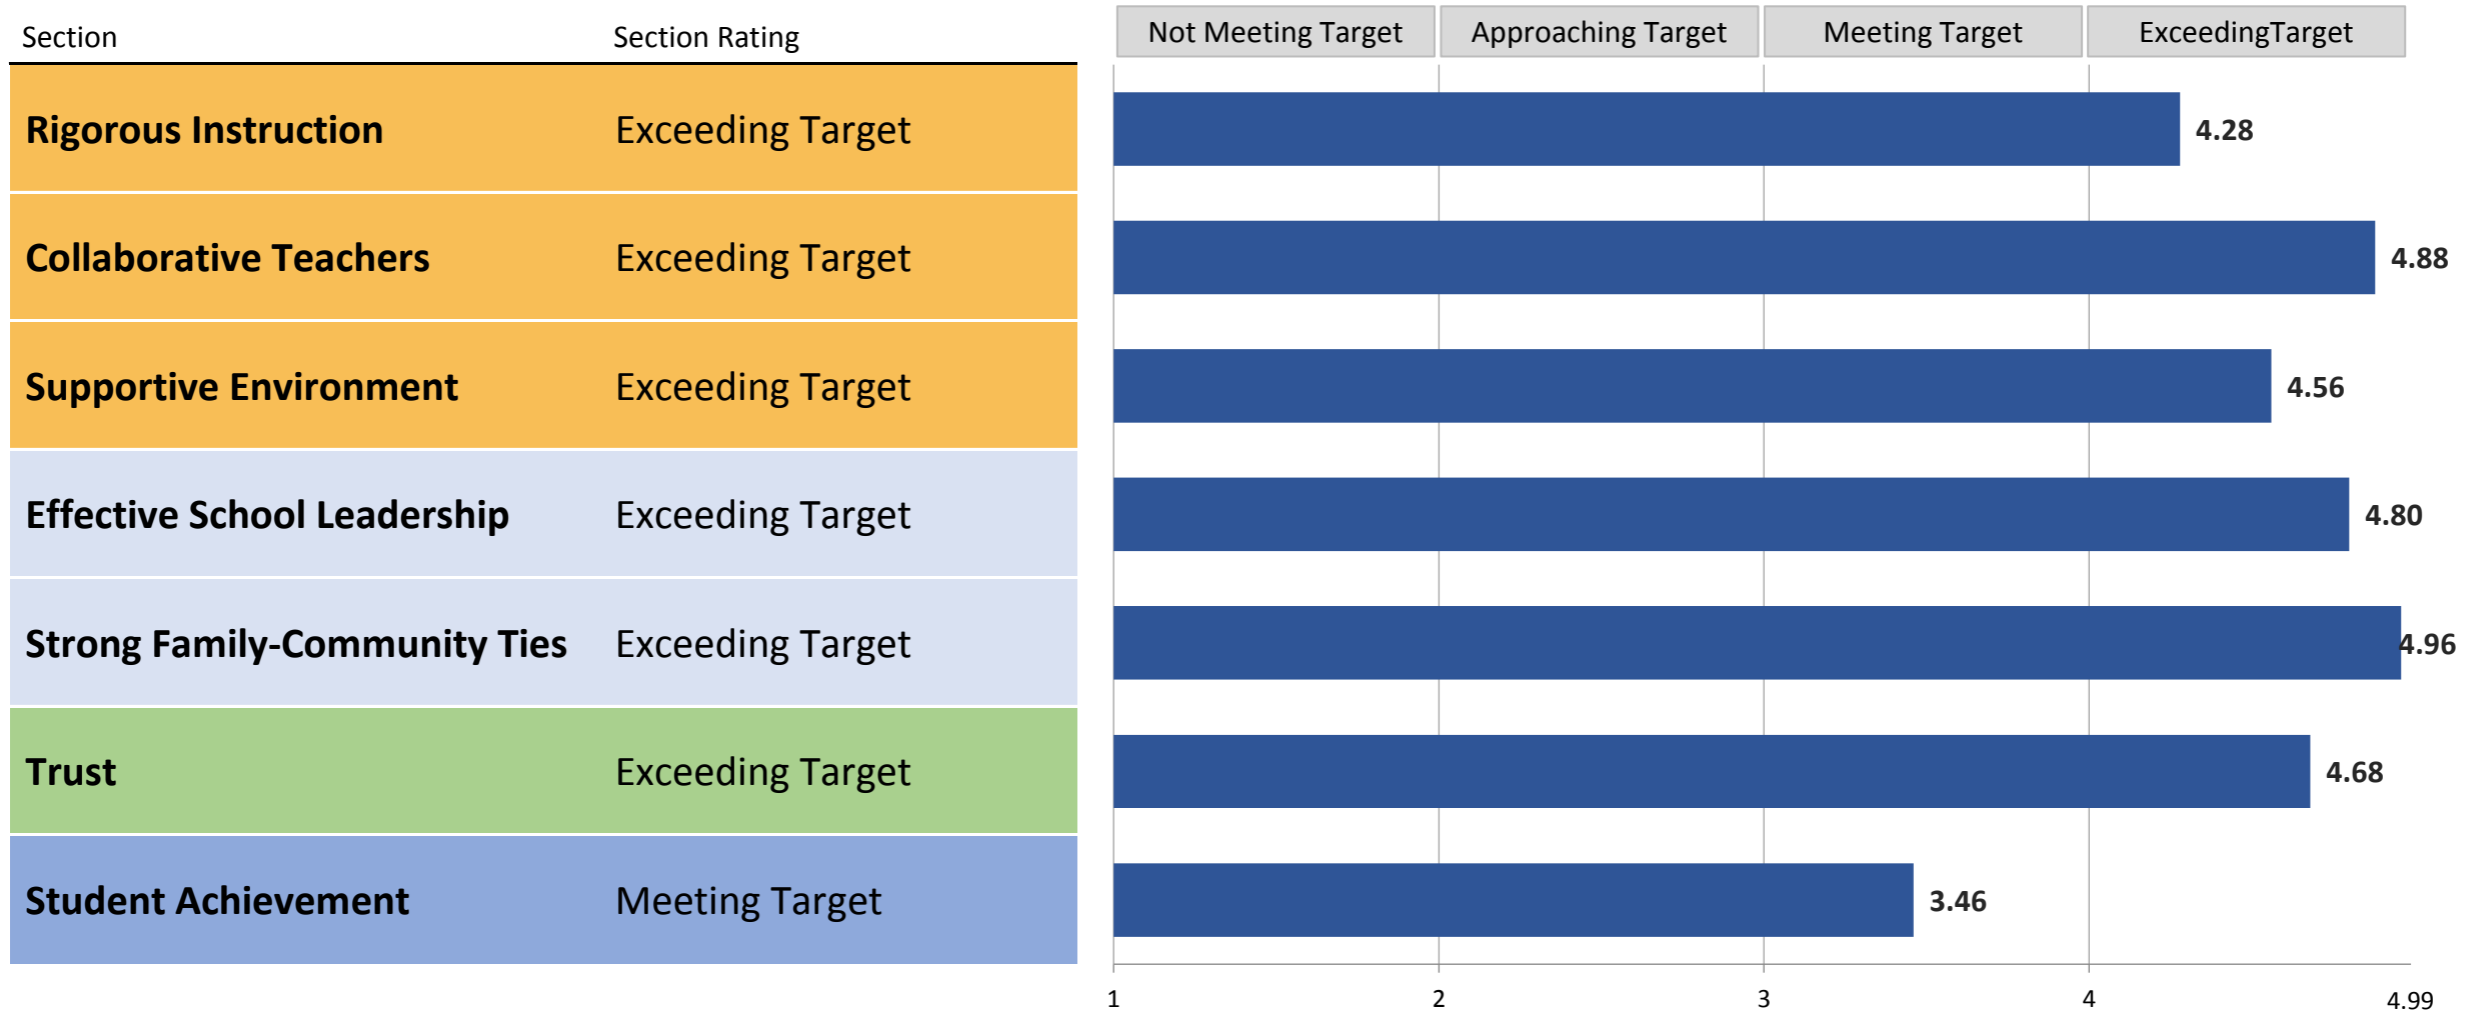 Section Section Rating Not Meeting Target Approaching Target Meeting Target ExceedingTarget
Rigorous Instruction Exceeding Target 4.28
Collaborative Teachers Exceeding Target 4.88
Supportive Environment Exceeding Target 4.56
Effective School Leadership Exceeding Target 4.80
Strong Family-Community Ties Exceeding Target 4.96
Trust Exceeding Target 4.68
Student Achievement Meeting Target 3.46
1 2 3 4 4.99